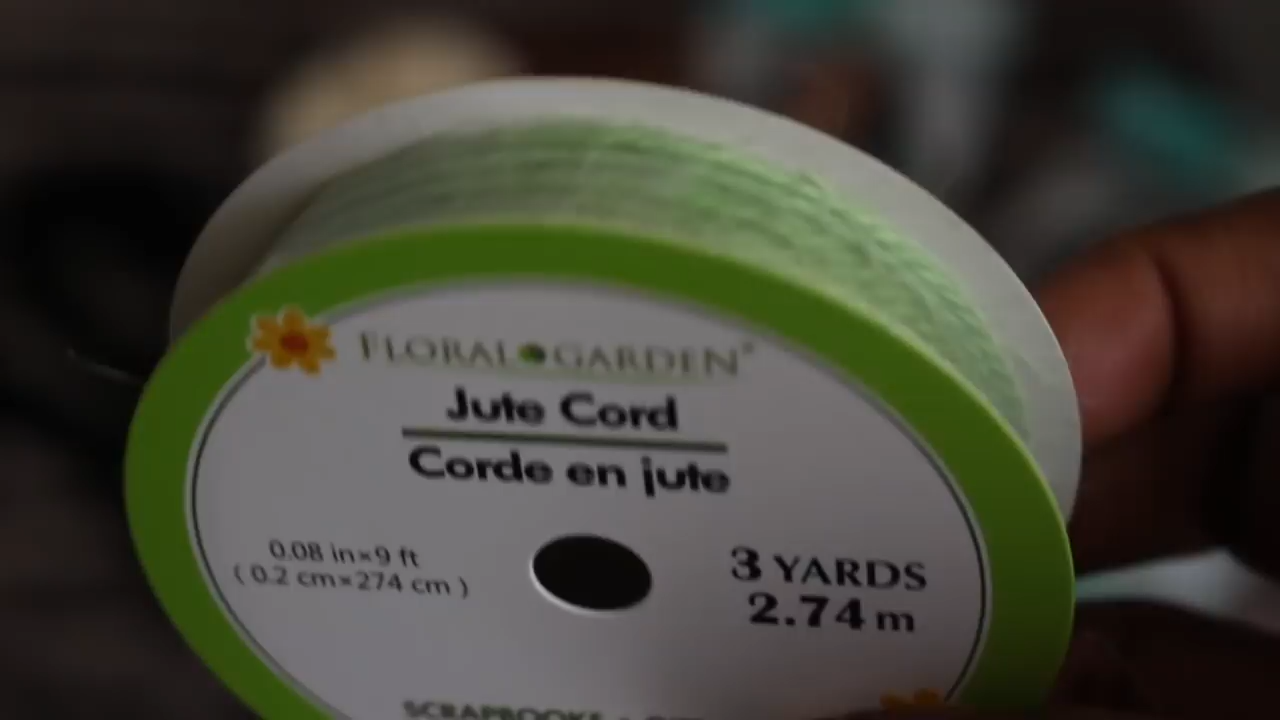 FLORAL GARDEN®
Jute Cord
Corde en jute
0.08 in×9 ft
( 0.2 cm×274 cm )
3 YARDS
2.74 m